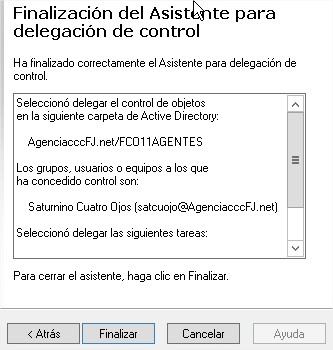 Finalización del Asistente para
delegación de control
Ha finalizado correctamente el Asistente para delegación de
control.
Seleccionó delegar el control de objetos
en la siguiente carpeta de Active Directory:
AgenciacccFJ.net/FCO11AGENTES
Los grupos, usuarios o equipos a los que
ha concedido control son:
Saturnino Cuatro Ojos (satcuojo@AgenciacccFJ.net)
Seleccionó delegar las siguientes tareas:
Para cerrar el asistente, haga clic en Finalizar.
< Atrás
Finalizar
Cancelar
Ayuda